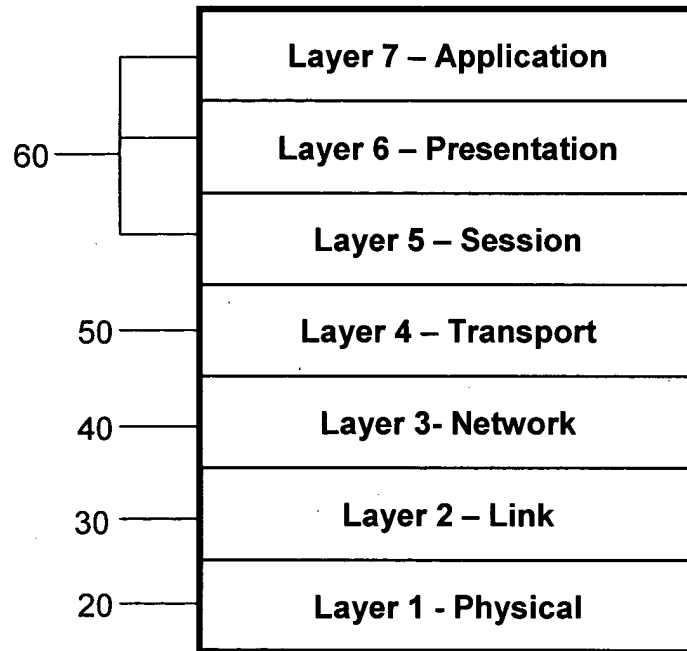 Layer 7 – Application
60
Layer 6 – Presentation
Layer 5 – Session
50
Layer 4 – Transport
40
Layer 3- Network
30
Layer 2 – Link
20
Layer 1 - Physical